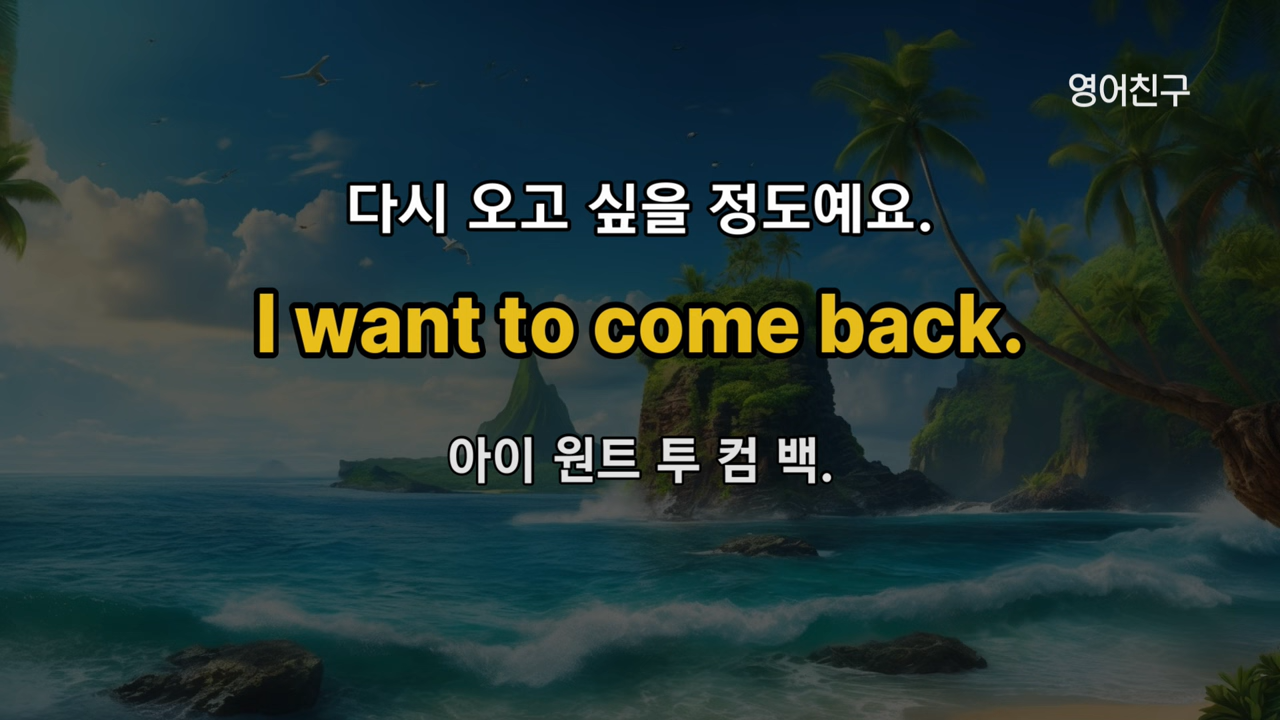 영어친구
다시 오고 싶을 정도예요.
I want to come back.
아이 원트 투 컴 백.